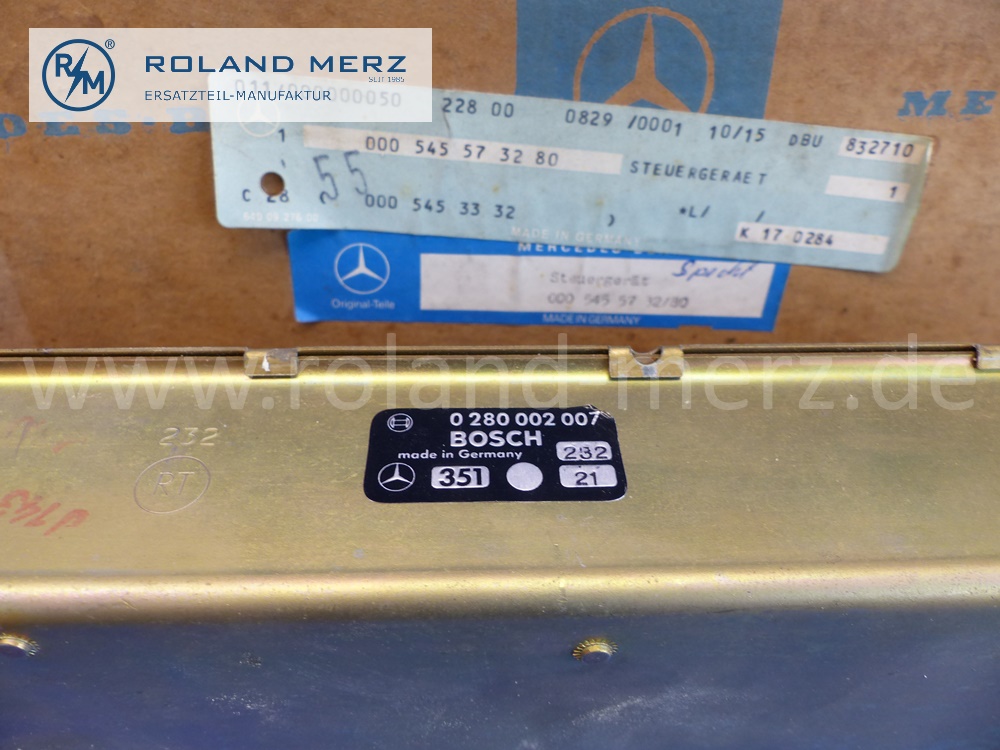 R/M ®
ROLAND MERZ
SEIT 1985
ERSATZTEIL-MANUFAKTUR
228 00 0829 /0001 10/15 DBU 832710
1 000 545 57 32 80 STEUERGERAET 1
55
C 28 000 545 33 32 ) *L/ /
K 17 0284
MADE IN GERMANY
Original-Teile
Steuergerät
000 545 57 32/80
MADE IN GERMANY
www.roland-merz.de
0 280 002 007
BOSCH
made in Germany
232
351
21
232
RT